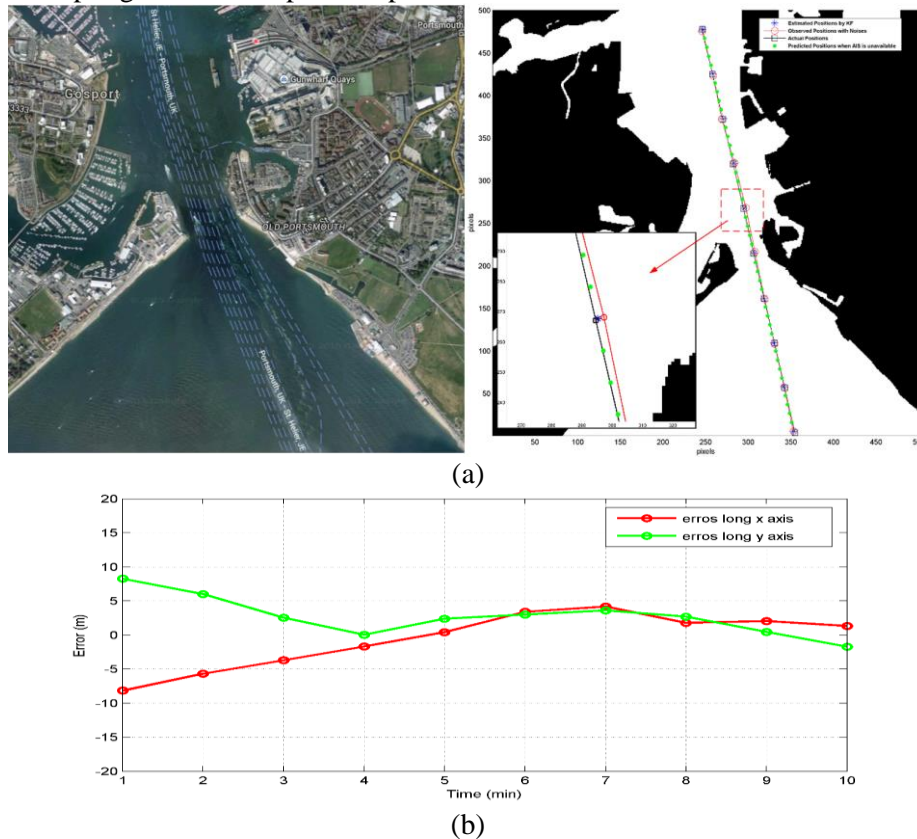 St Helier, JE - Portsmouth, UK
Portsmouth
Gosport
Gunwharf Quays
OLD PORTSMOUTH
Portsmouth, UK - St Helier, JE
500
450
400
350
300
250
200
150
100
50
pixels
Estimated Positions by KF
Observed Positions with Noises
Actual Positions
Predicted Positions when AIS is unavailable
50 100 150 200 250 300 350 400 450
pixels
(a)
20
15
10
5
0
-5
-10
-15
-20
Error (m)
erros long x axis
erros long y axis
1 2 3 4 5 6 7 8 9 10
Time (min)
(b)